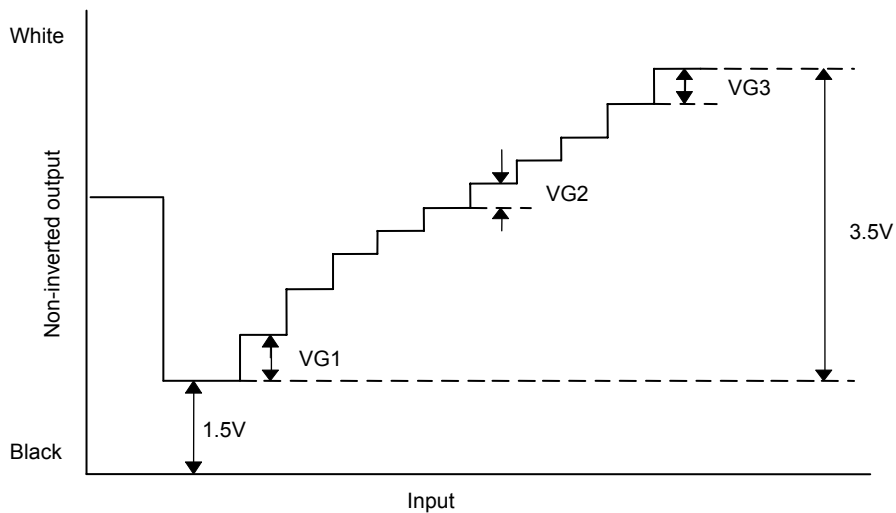 White
VG3
VG2
Non-inverted output
3.5V
VG1
1.5V
Black
Input